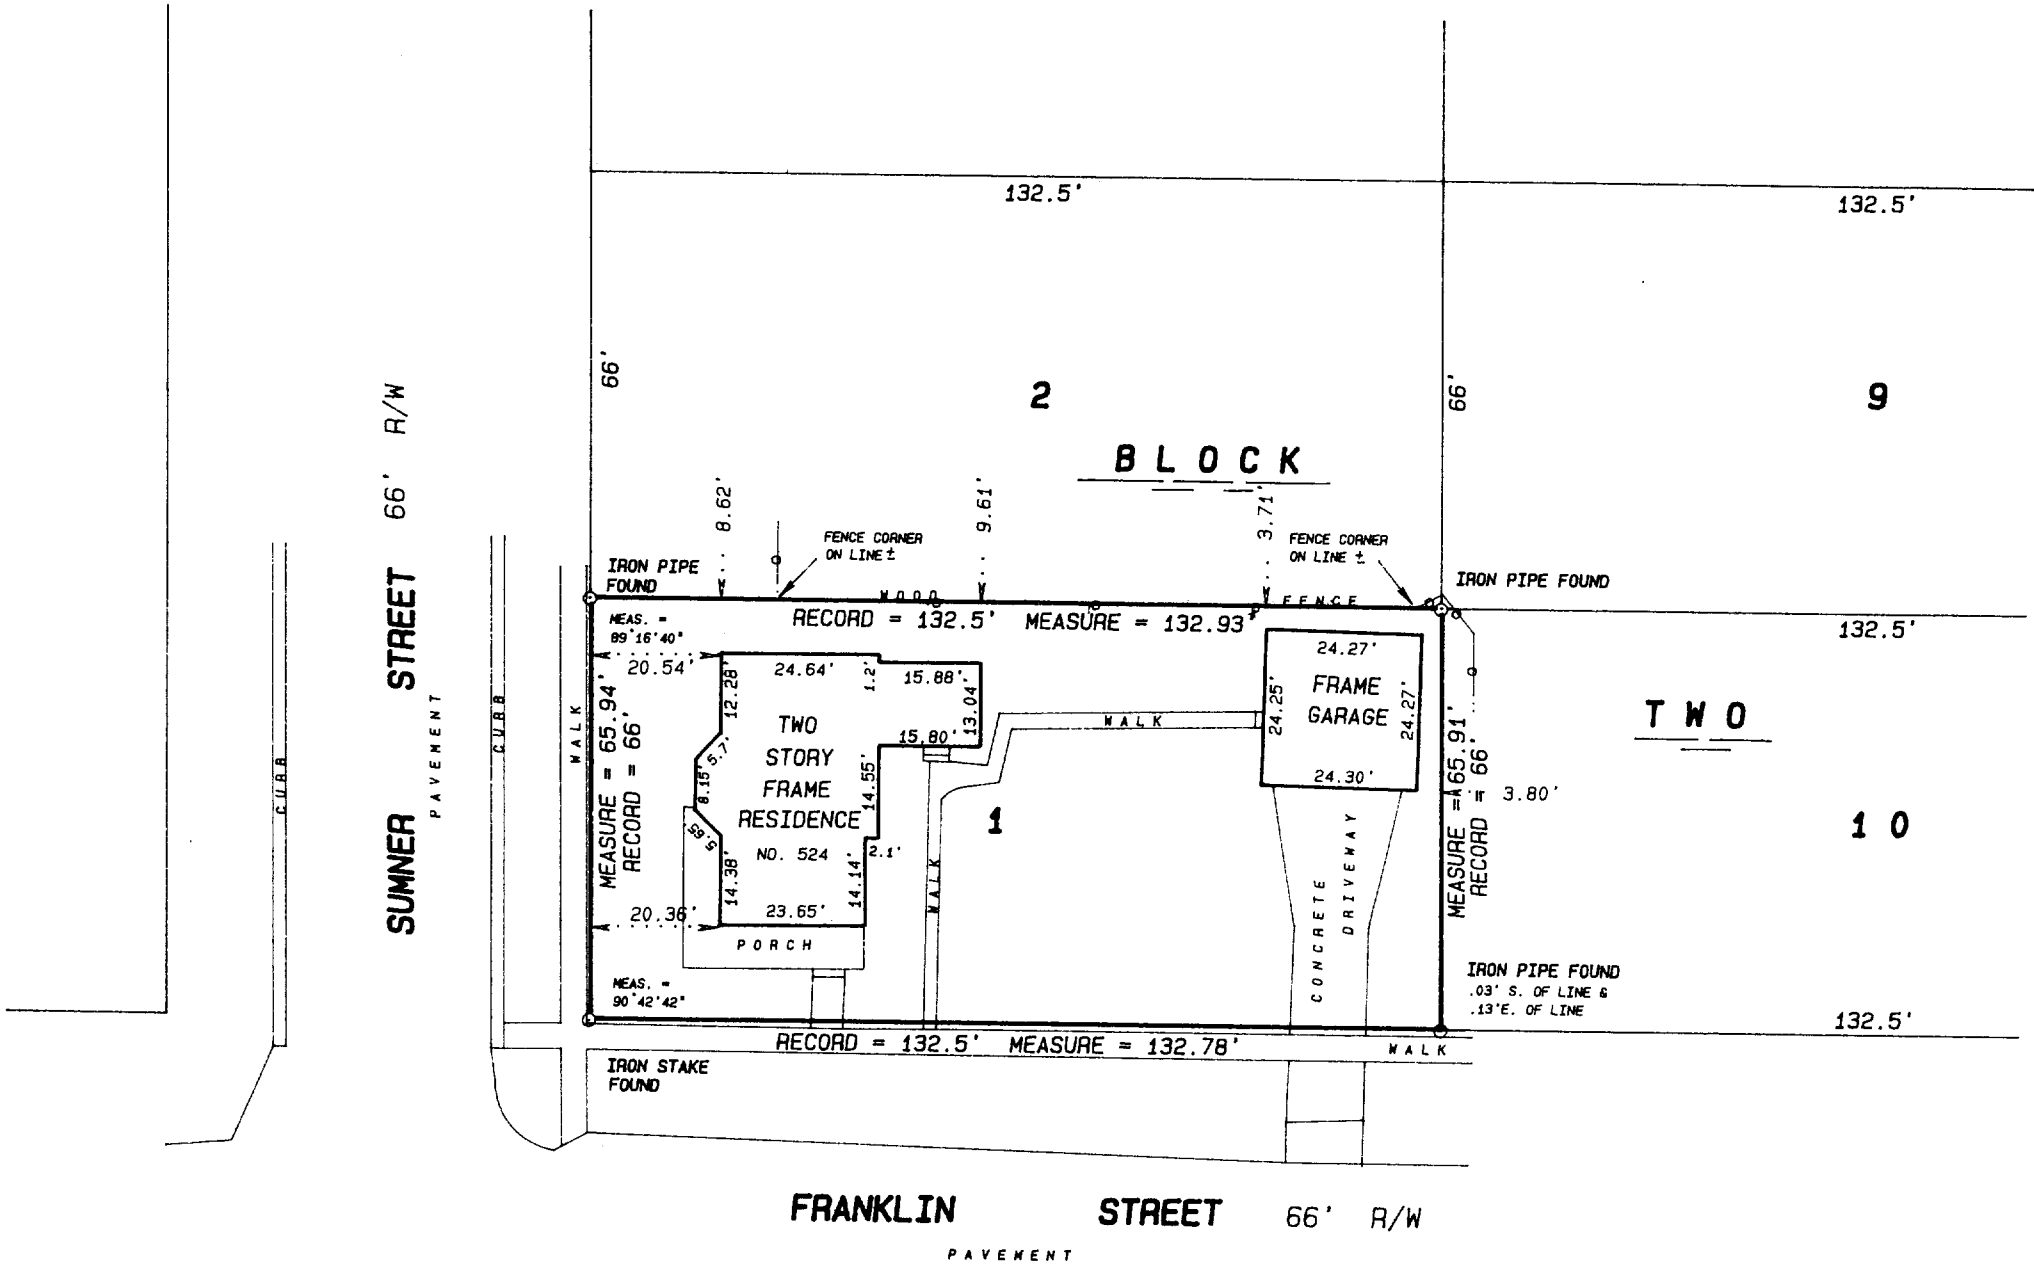 132.5'
132.5'
66'
2
66'
9
BLOCK
SUMNER STREET 66' R/W
PAVEMENT
CURB
CURB
WALK
8.62'
9.61'
3.71'
FENCE CORNER
ON LINE ±
FENCE CORNER
ON LINE ±
IRON PIPE
FOUND
IRON PIPE FOUND
WOOD FENCE
RECORD = 132.5' MEASURE = 132.93'
132.5'
MEAS. =
89°16'40"
20.54'
24.64'
1.2'
15.88'
13.04'
15.80'
12.28'
5.7'
8.15'
5.65'
14.38'
14.55'
14.14'
2.1'
TWO
STORY
FRAME
RESIDENCE
NO. 524
23.65'
20.36'
PORCH
MEASURE = 65.94'
RECORD = 66'
WALK
WALK
1
24.27'
FRAME
GARAGE
24.25'
24.27'
24.30'
CONCRETE
DRIVEWAY
MEASURE = 65.91'
RECORD = 66'
3.80'
TWO
10
MEAS. =
90°42'42"
IRON PIPE FOUND
.03' S. OF LINE &
.13'E. OF LINE
132.5'
RECORD = 132.5' MEASURE = 132.78'
WALK
IRON STAKE
FOUND
FRANKLIN STREET 66' R/W
PAVEMENT